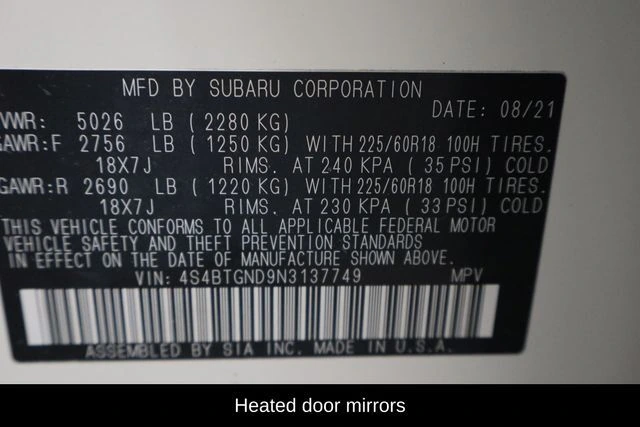 MFD BY SUBARU CORPORATION
DATE: 08/21
VWR: 5026 LB (2280 KG)
GAWR:F 2756 LB (1250 KG) WITH 225/60R18 100H TIRES.
18X7J RIMS. AT 240 KPA (35 PSI) COLD
GAWR:R 2690 LB (1220 KG) WITH 225/60R18 100H TIRES.
18X7J RIMS. AT 230 KPA (33 PSI) COLD
THIS VEHICLE CONFORMS TO ALL APPLICABLE FEDERAL MOTOR
VEHICLE SAFETY AND THEFT PREVENTION STANDARDS
IN EFFECT ON THE DATE OF MANUFACTURE SHOWN ABOVE.
VIN: 4S4BTGND9N3137749 MPV
ASSEMBLED BY SIA INC. MADE IN U.S.A.
Heated door mirrors